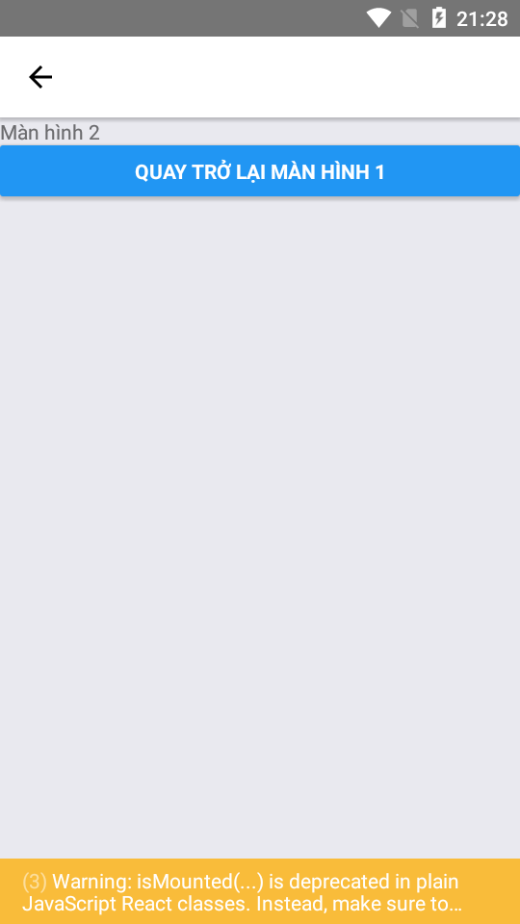 21:28
Màn hình 2
QUAY TRỞ LẠI MÀN HÌNH 1
(3) Warning: isMounted(...) is deprecated in plain
JavaScript React classes. Instead, make sure to…